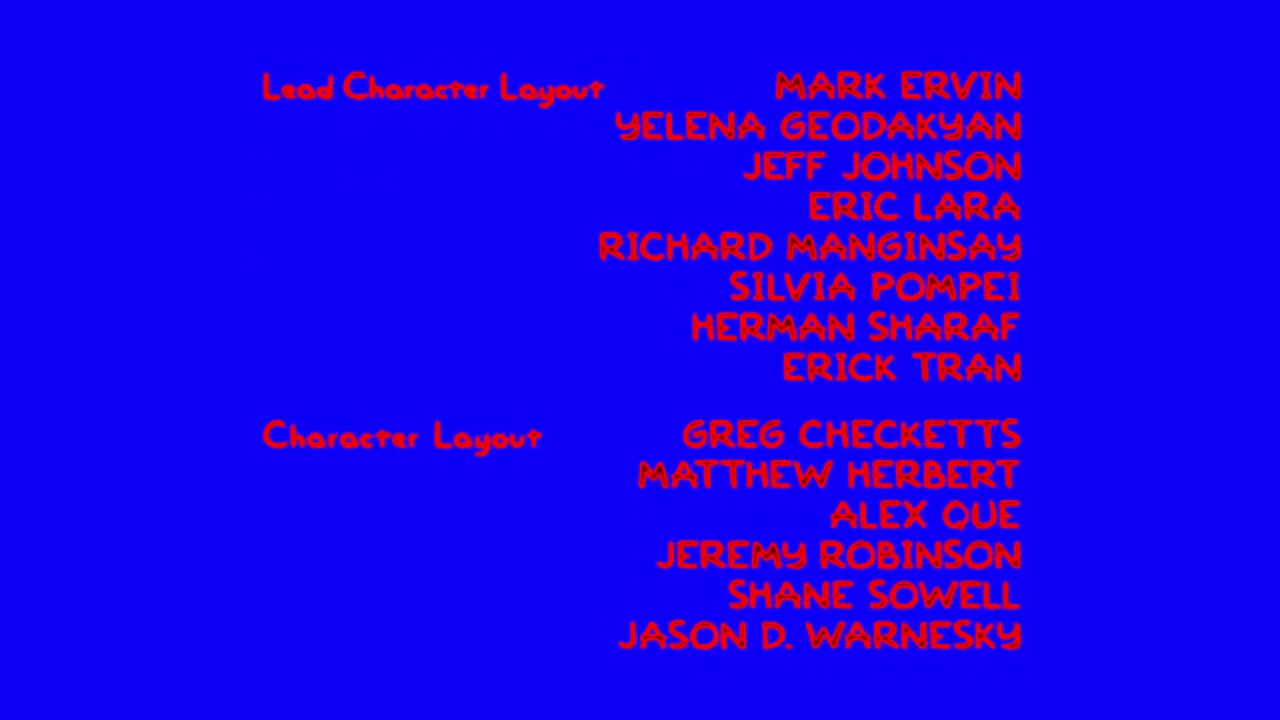 Lead Character Layout MARK ERVIN
YELENA GEODAKYAN
JEFF JOHNSON
ERIC LARA
RICHARD MANGINSAY
SILVIA POMPEI
HERMAN SHARAF
ERICK TRAN
Character Layout GREG CHECKETTS
MATTHEW HERBERT
ALEX QUE
JEREMY ROBINSON
SHANE SOWELL
JASON D. WARNESKY